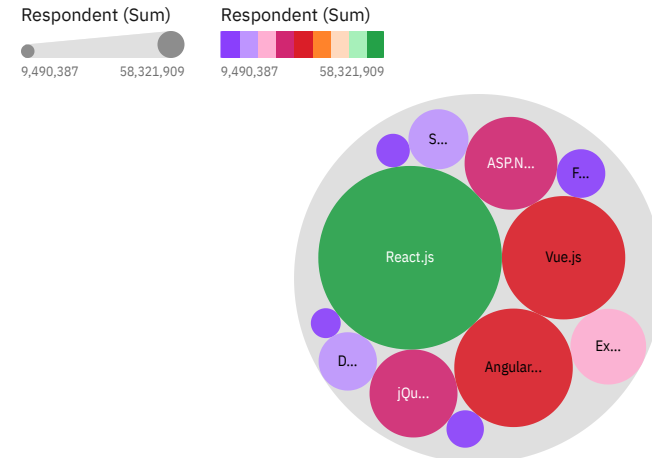 Respondent (Sum)
9,490,387 58,321,909
Respondent (Sum)
9,490,387 58,321,909
S...
ASP.N...
F...
React.js
Vue.js
Ex...
D...
Angular...
jQu...